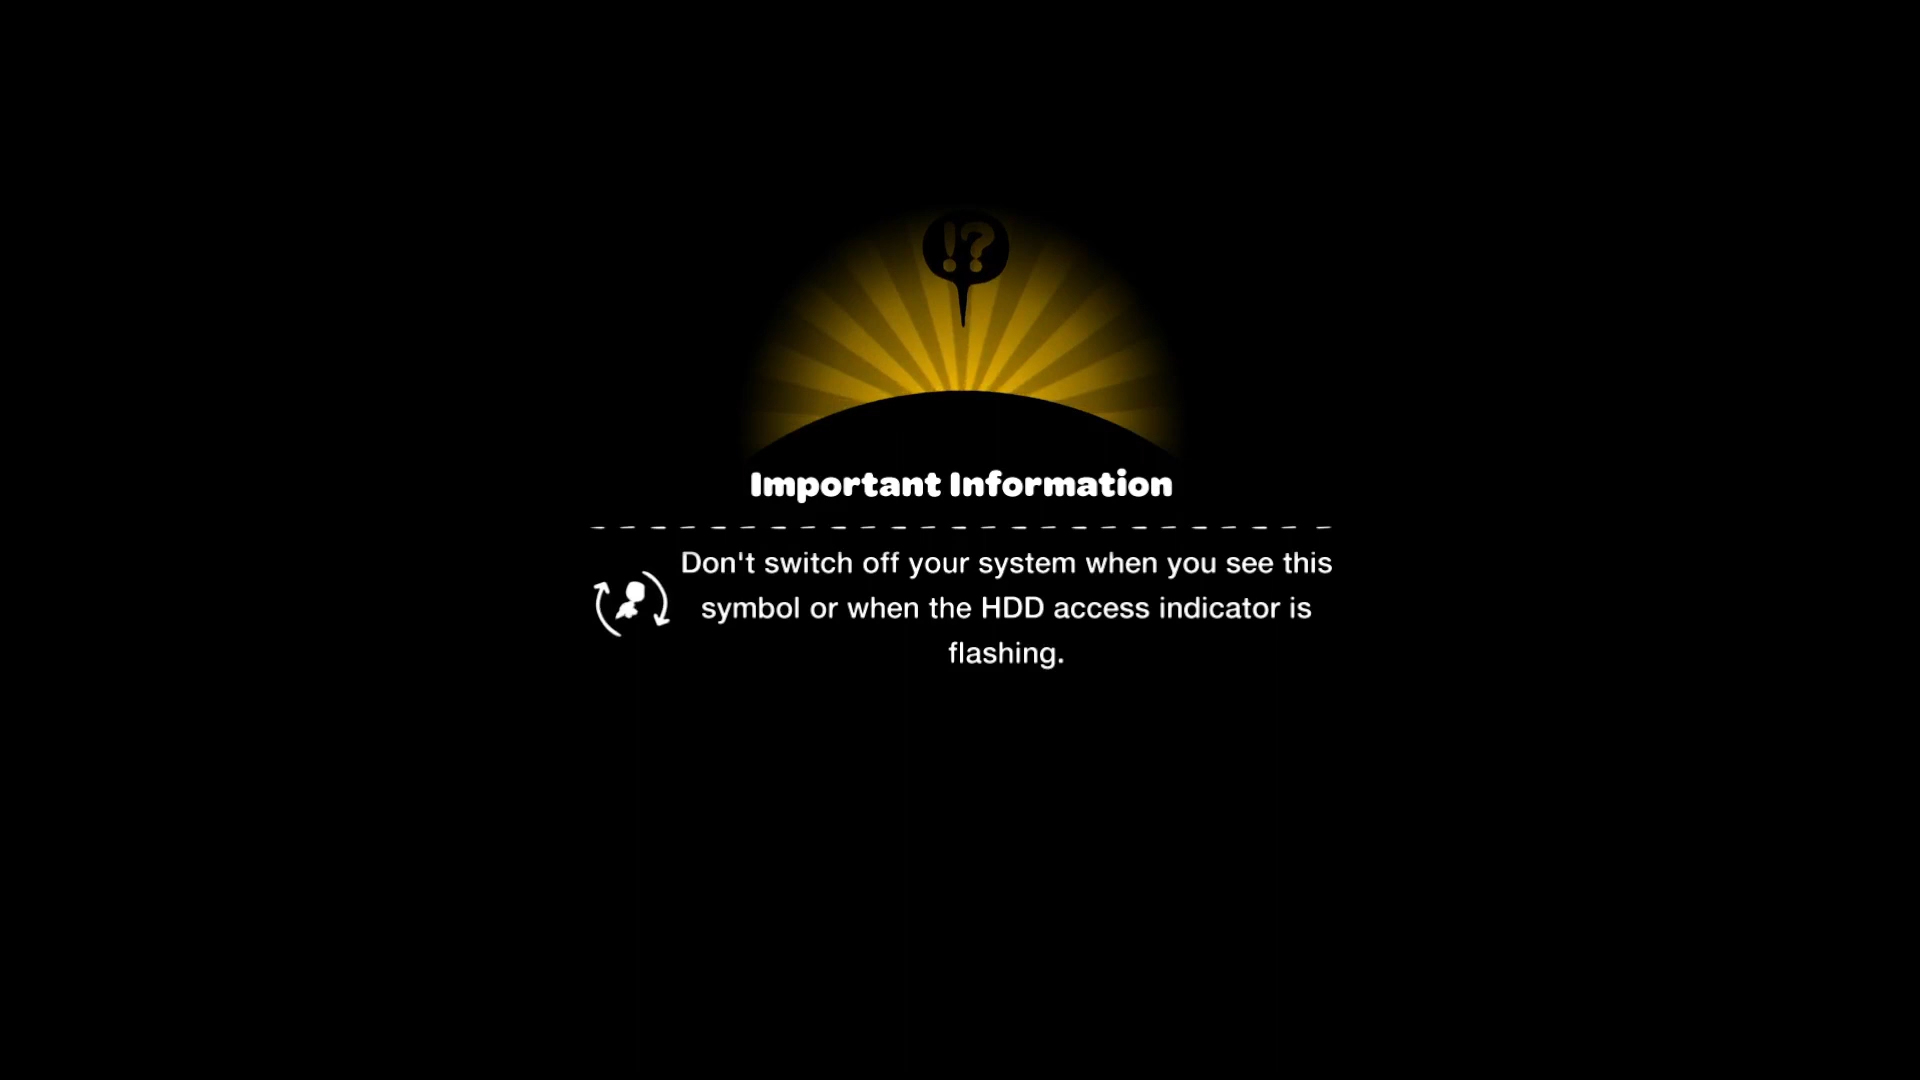 !?
Important Information
Don't switch off your system when you see this
symbol or when the HDD access indicator is
flashing.